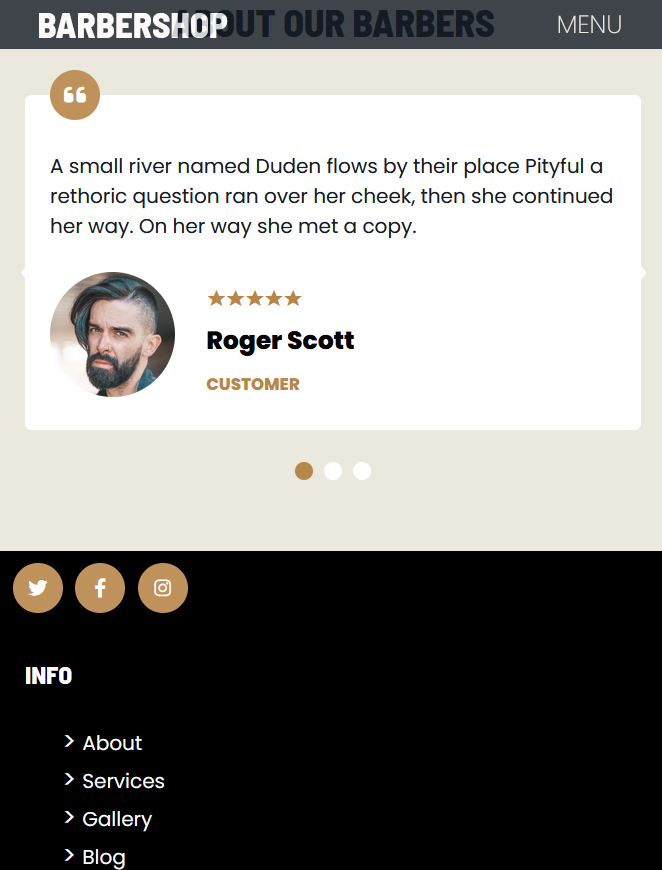 BARBERSHOP
ABOUT OUR BARBERS
MENU
A small river named Duden flows by their place Pityful a
rethoric question ran over her cheek, then she continued
her way. On her way she met a copy.
Roger Scott
CUSTOMER
INFO
About
Services
Gallery
Blog